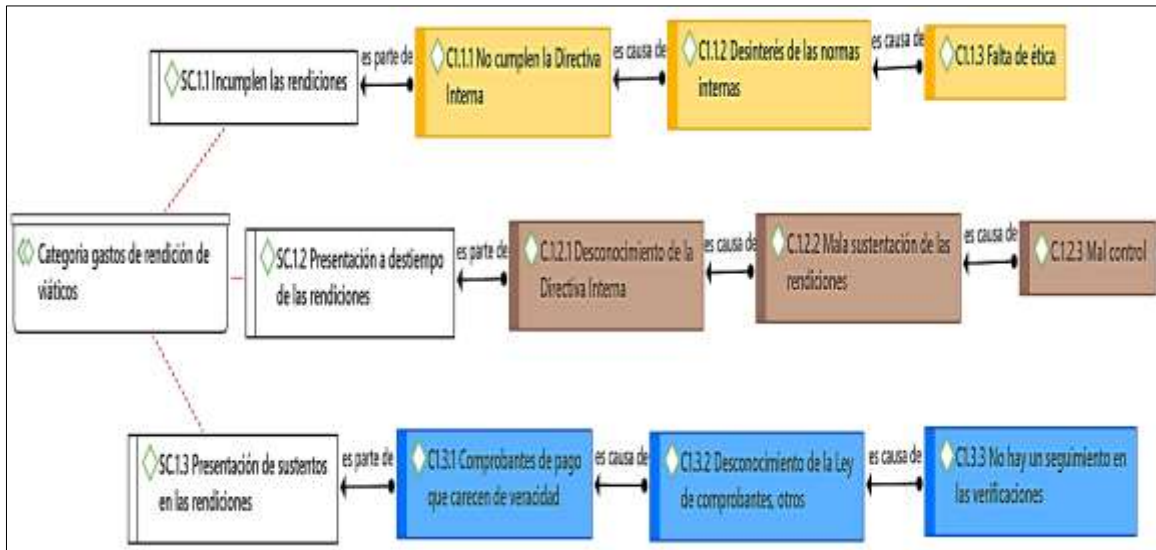 SC.1.1 Incumplen las rendiciones
es parte de
C1.1.1 No cumplen la Directiva
Interna
es causa de
C1.1.2 Desinterés de las normas
internas
es causa de
C1.1.3 Falta de ética
Categoria gastos de rendición de
viáticos
SC.1.2 Presentación a destiempo
de las rendiciones
es parte de
C.1.2.1 Desconocimiento de la
Directiva Interna
es causa de
C.1.2.2 Mala sustentación de las
rendiciones
es causa de
C.1.2.3 Mal control
SC.1.3 Presentación de sustentos
en las rendiciones
es parte de
C1.3.1 Comprobantes de pago
que carecen de veracidad
es causa de
C1.3.2 Desconocimiento de la Ley
de comprobantes, otros
es causa de
C1.3.3 No hay un seguimiento en
las verificaciones